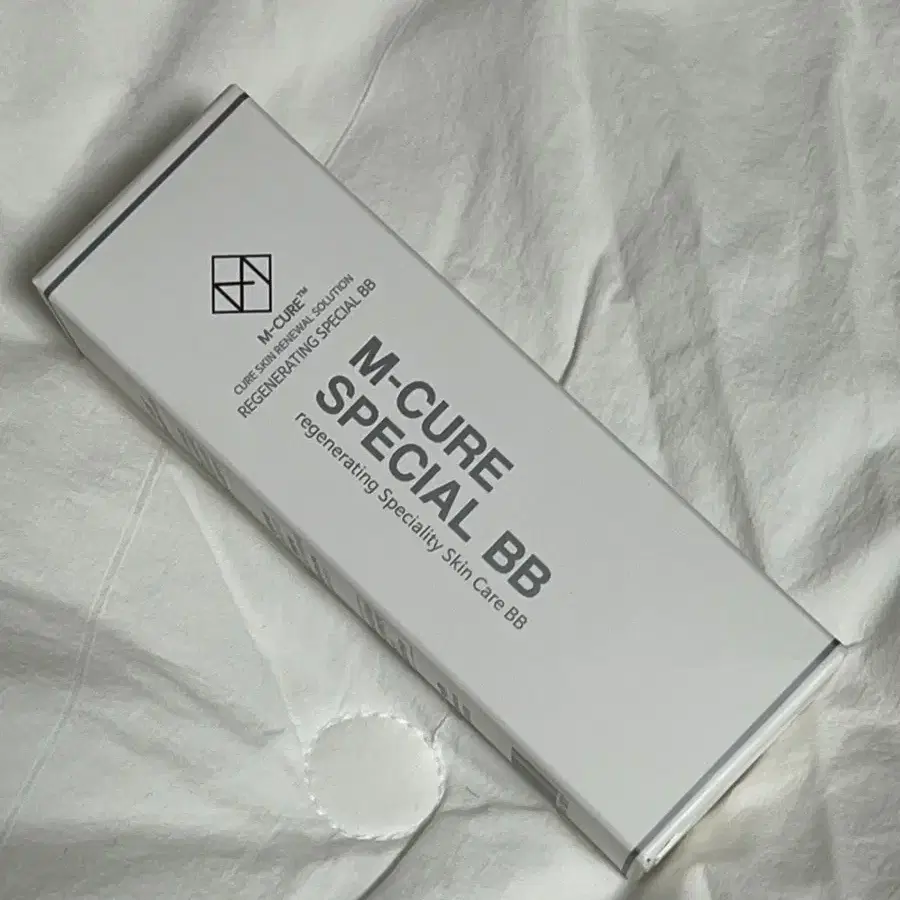 M-CURE™
CURE SKIN RENEWAL SOLUTION
REGENERATING SPECIAL BB
M-CURE
SPECIAL BB
regenerating Speciality Skin Care BB